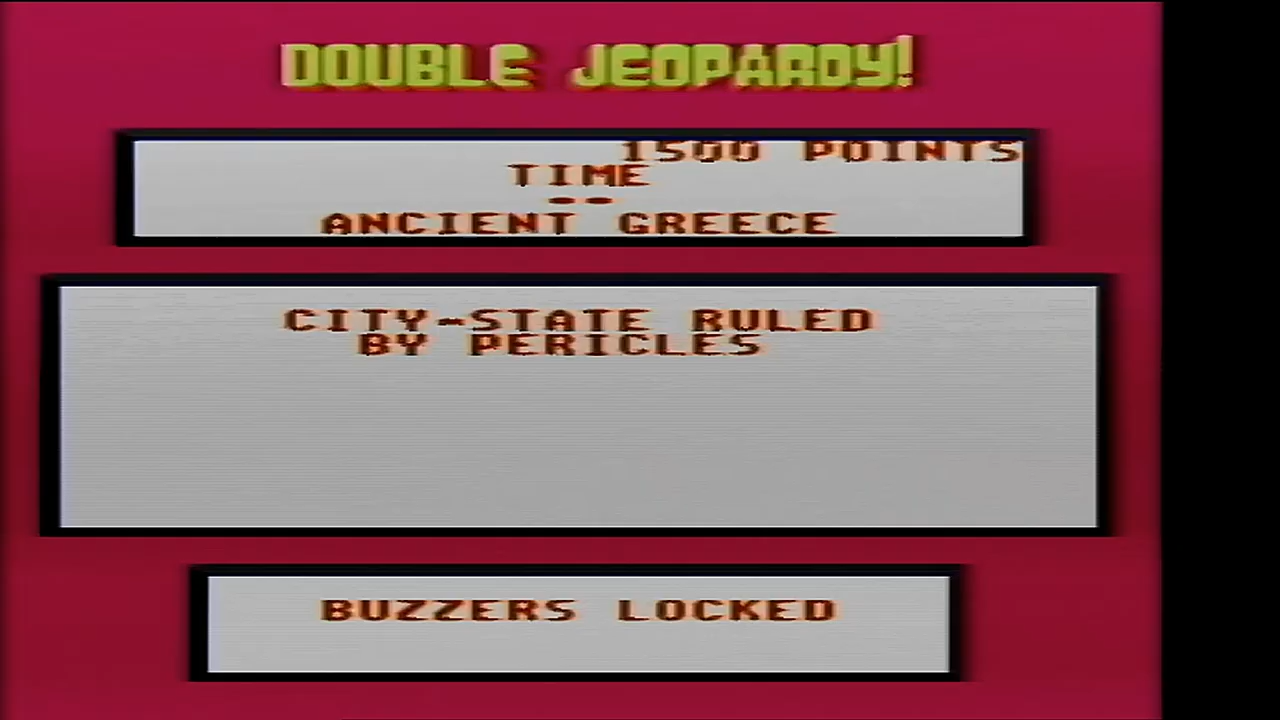 DOUBLE JEOPARDY!
1500 POINTS
TIME
--
ANCIENT GREECE
CITY-STATE RULED
BY PERICLES
BUZZERS LOCKED